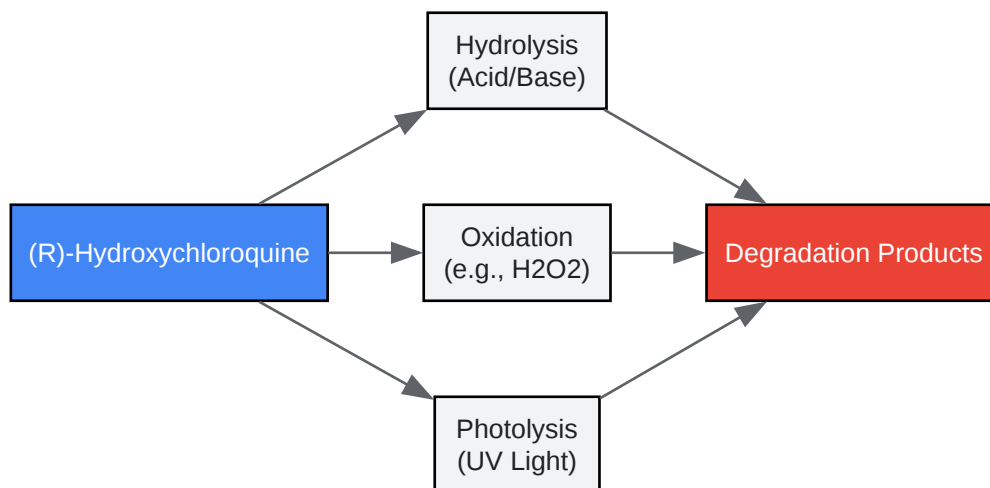 Hydrolysis
(Acid/Base)
(R)-Hydroxychloroquine
Oxidation
(e.g., H2O2)
Degradation Products
Photolysis
(UV Light)